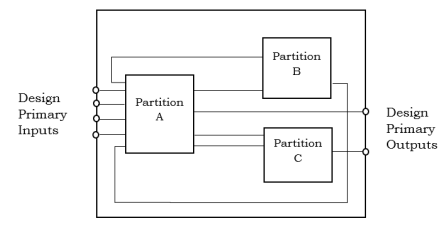 Design
Primary
Inputs
Partition
A
Partition
B
Partition
C
Design
Primary
Outputs